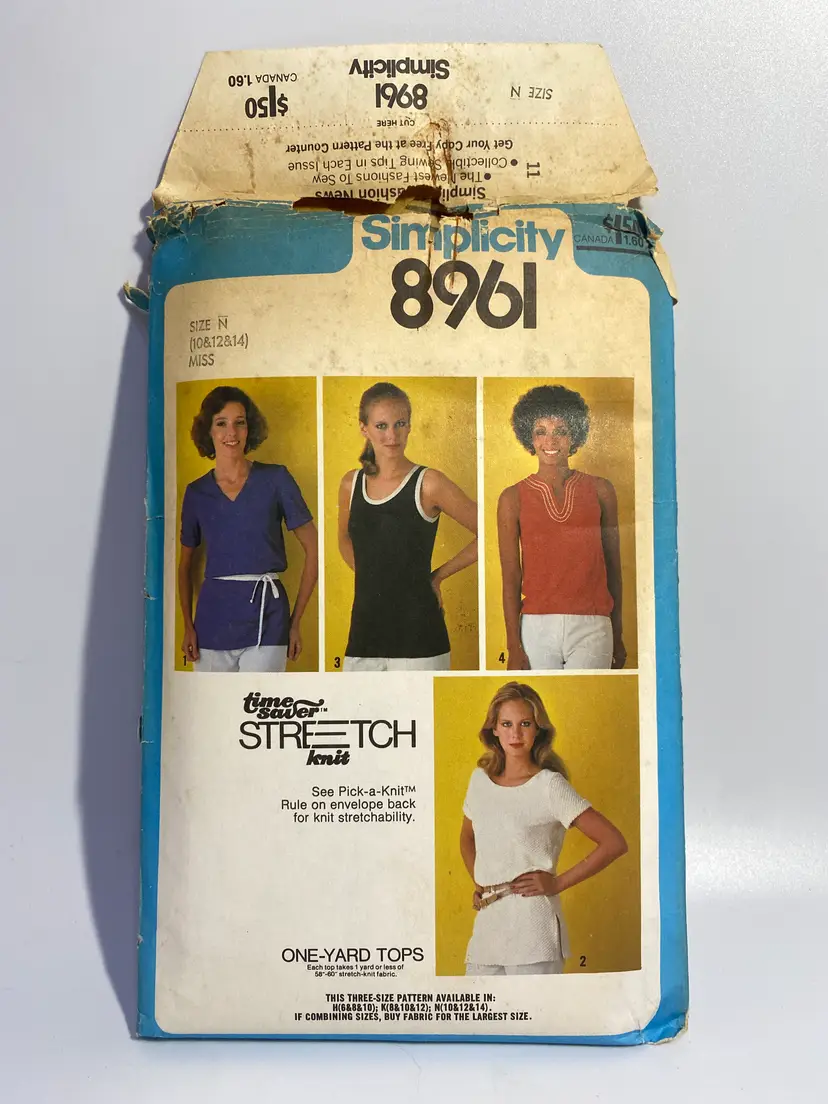 SIZE N
Simplicity
8961
$1.50
CANADA 1.60
CUT HERE
11
Get Your Copy Free at the Pattern Counter
• Collectible Sewing Tips in Each Issue
• The Newest Fashions To Sew
Simplicity Fashion News
Simplicity
$1.50
CANADA 1.60
8961
SIZE N
(10&12&14)
MISS
1
3
4
time
saver™
STRETCH
knit
See Pick-a-Knit™
Rule on envelope back
for knit stretchability.
2
ONE-YARD TOPS
Each top takes 1 yard or less of
58"-60" stretch-knit fabric.
THIS THREE-SIZE PATTERN AVAILABLE IN:
H(6&8&10); K(8&10&12); N(10&12&14).
IF COMBINING SIZES, BUY FABRIC FOR THE LARGEST SIZE.